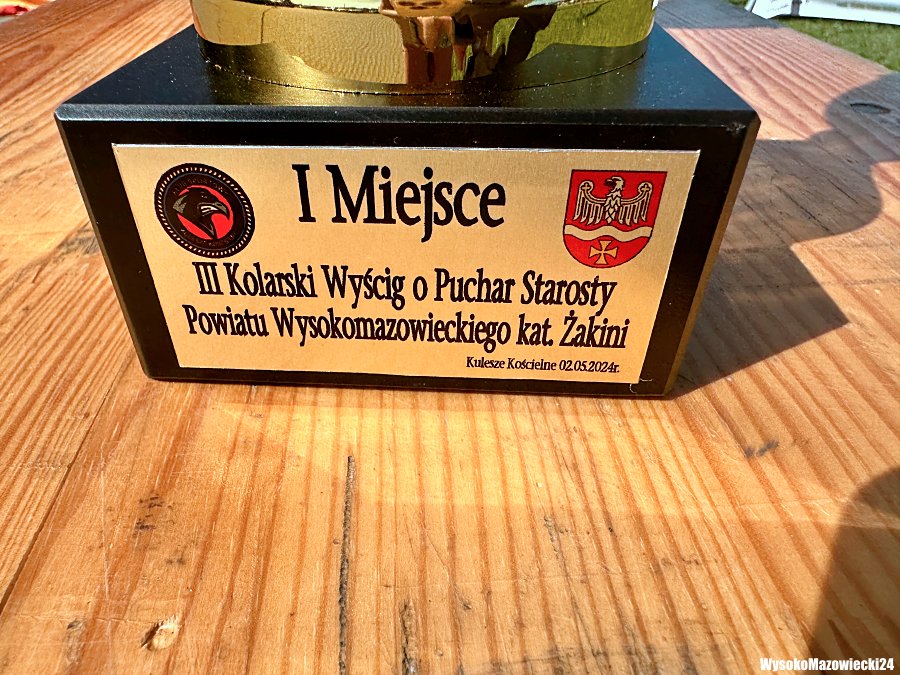 I Miejsce
III Kolarski Wyścig o Puchar Starosty
Powiatu Wysokomazowieckiego kat. Żakini
Kulesze Kościelne 02.05.2024r.
WysokoMazowiecki24